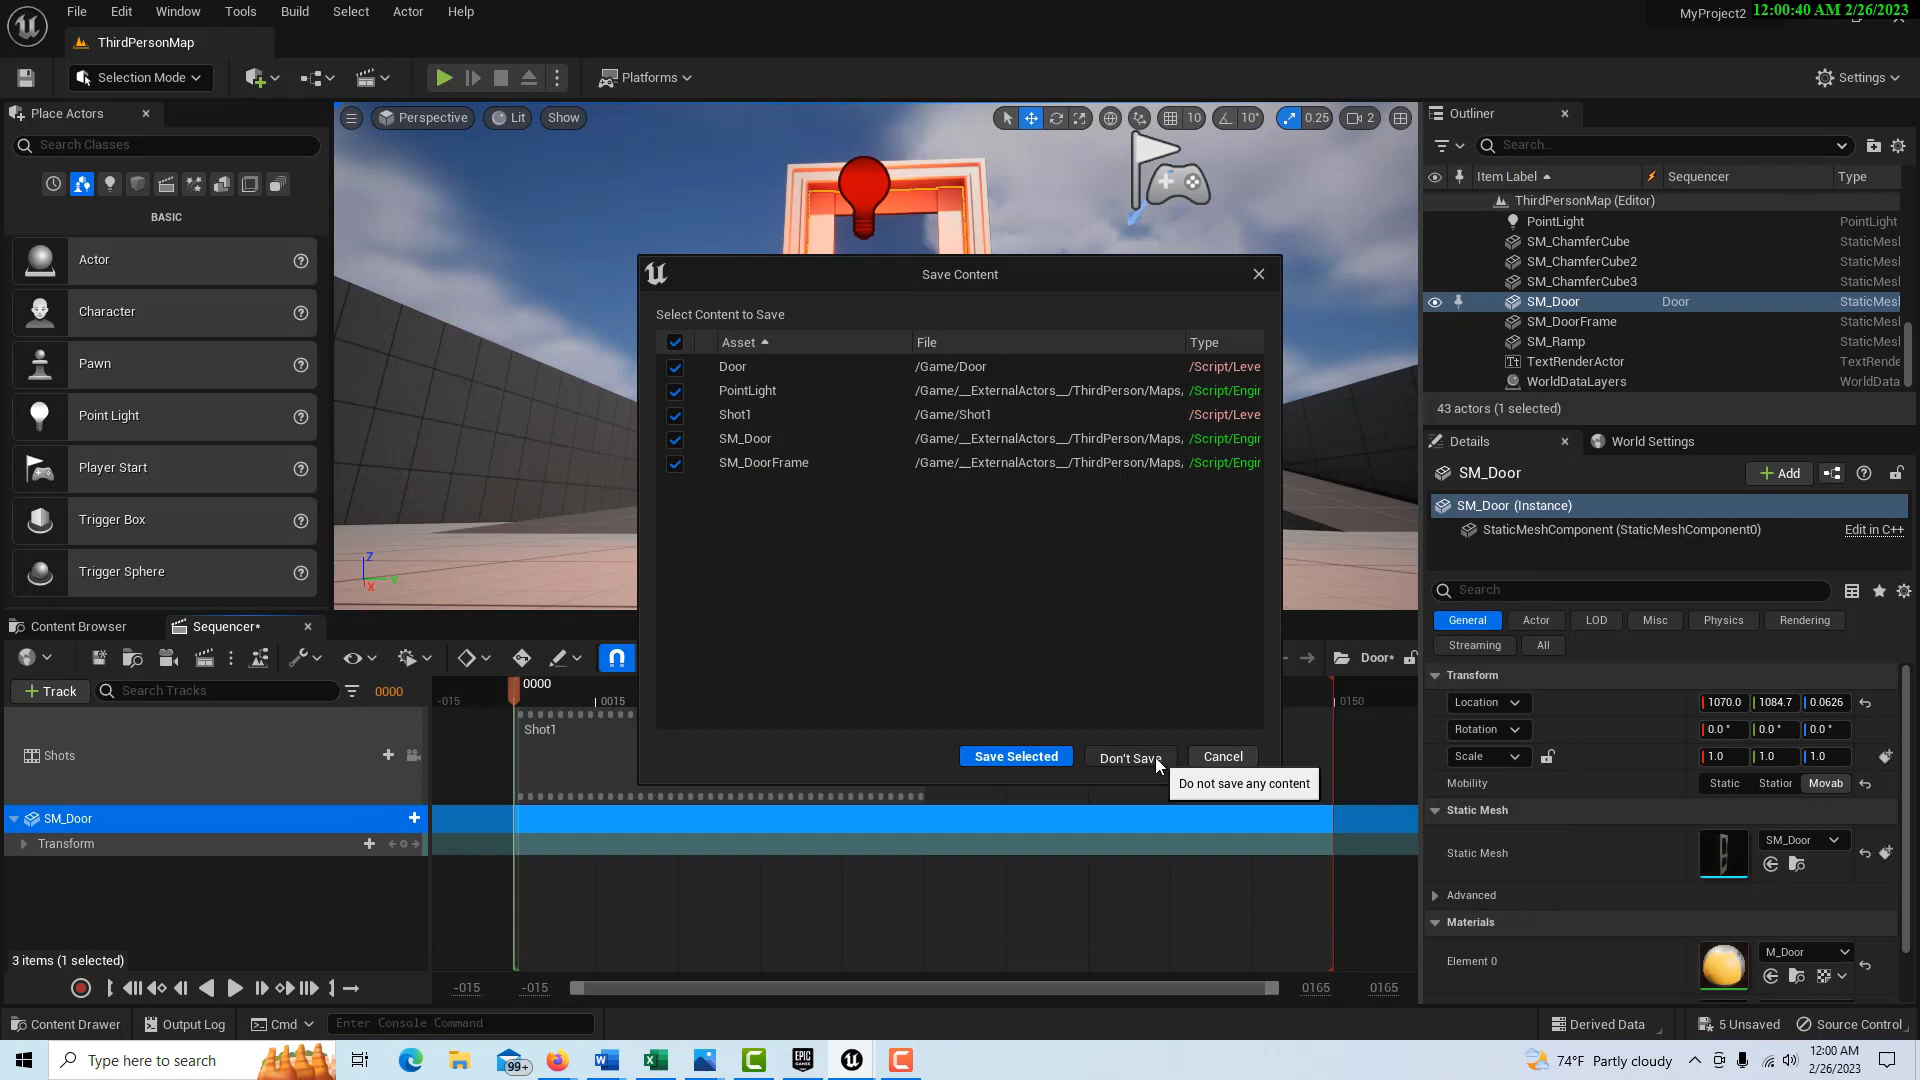 File Edit Window Tools Build Select Actor Help
MyProject2 12:00:40 AM 2/26/2023
ThirdPersonMap
Selection Mode
Platforms
Settings
Place Actors
Search Classes
BASIC
Actor
Character
Pawn
Point Light
Player Start
Trigger Box
Trigger Sphere
Perspective Lit Show
10 10° 0.25 2
Save Content
Select Content to Save
Asset File Type
Door /Game/Door /Script/Leve
PointLight /Game/__ExternalActors__/ThirdPerson/Maps, /Script/Engir
Shot1 /Game/Shot1 /Script/Leve
SM_Door /Game/__ExternalActors__/ThirdPerson/Maps, /Script/Engir
SM_DoorFrame /Game/__ExternalActors__/ThirdPerson/Maps, /Script/Engir
Save Selected Don't Save Cancel
Do not save any content
Z
Y
X
Outliner
Search...
Item Label Sequencer Type
ThirdPersonMap (Editor)
PointLight PointLight
SM_ChamferCube StaticMesl
SM_ChamferCube2 StaticMesl
SM_ChamferCube3 StaticMesl
SM_Door Door StaticMesl
SM_DoorFrame StaticMesl
SM_Ramp StaticMesl
TextRenderActor TextRende
WorldDataLayers WorldData
43 actors (1 selected)
Details World Settings
SM_Door Add
SM_Door (Instance)
StaticMeshComponent (StaticMeshComponent0) Edit in C++
Search
General Actor LOD Misc Physics Rendering
Streaming All
Transform
Location 1070.0 1084.7 0.0626
Rotation 0.0 ° 0.0 ° 0.0 °
Scale 1.0 1.0 1.0
Mobility Static Station Movab
Static Mesh
Static Mesh SM_Door
Advanced
Materials
Element 0 M_Door
Content Browser Sequencer*
Door*
Track Search Tracks 0000
-015 0000 0015 0150
Shots Shot1
SM_Door
Transform
3 items (1 selected)
-015 -015 0165 0165
Content Drawer Output Log Cmd Enter Console Command
Derived Data 5 Unsaved Source Control
Type here to search
99+
EPIC GAMES
74°F Partly cloudy
12:00 AM
2/26/2023